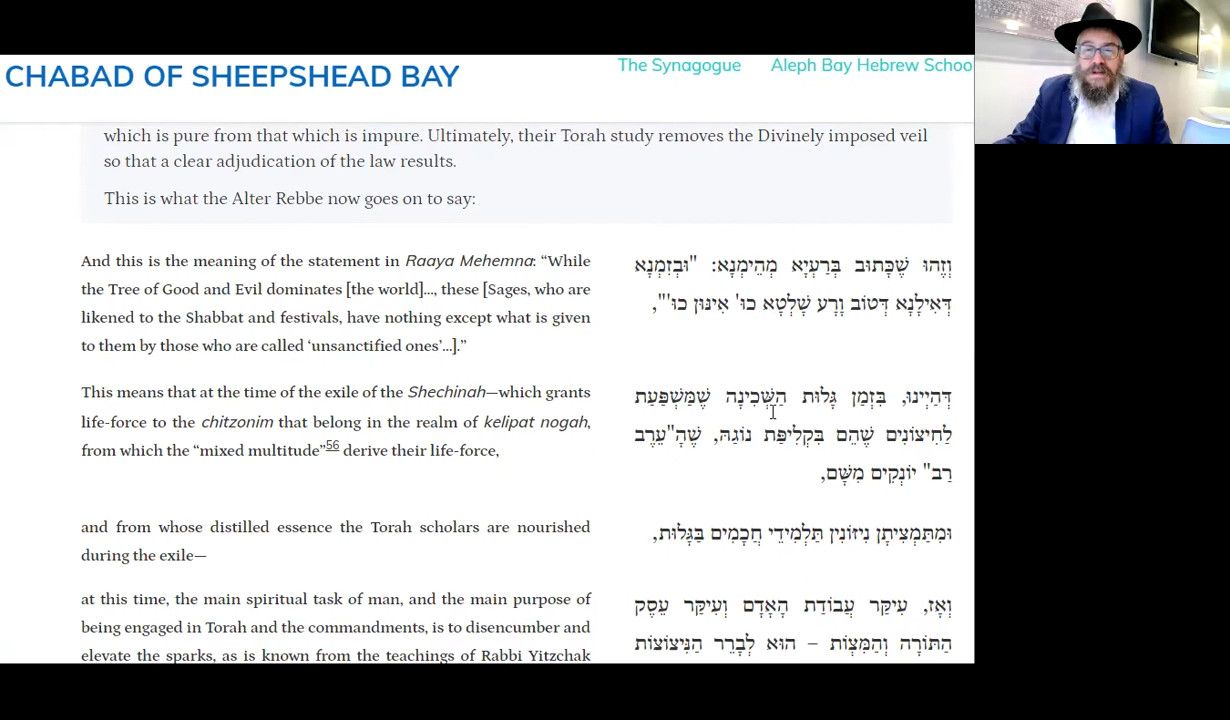 CHABAD OF SHEEPSHEAD BAY
The Synagogue Aleph Bay Hebrew Schoo
which is pure from that which is impure. Ultimately, their Torah study removes the Divinely imposed veil
so that a clear adjudication of the law results.
This is what the Alter Rebbe now goes on to say:
And this is the meaning of the statement in Raaya Mehemna: “While
the Tree of Good and Evil dominates [the world]..., these [Sages, who are
likened to the Shabbat and festivals, have nothing except what is given
to them by those who are called ‘unsanctified ones’...].”
וְזֶהוּ שֶׁכָּתוּב בְּרַעְיָא מְהֵימְנָא: "וּבְזִמְנָא
דְּאִילָנָא דְּטוֹב וָרָע שָׁלְטָא כו' אִינּוּן כו'",
This means that at the time of the exile of the Shechinah—which grants
life-force to the chitzonim that belong in the realm of kelipat nogah,
from which the “mixed multitude”56 derive their life-force,
דְּהַיְינוּ, בִּזְמַן גָּלוּת הַשְּׁכִינָה שֶׁמַּשְׁפַּעַת
לַחִיצוֹנִים שֶׁהֵם בִּקְלִיפַּת נוֹגַהּ, שֶׁהָ"עֵרֶב
רַב" יוֹנְקִים מִשָּׁם,
and from whose distilled essence the Torah scholars are nourished
during the exile—
וּמִתַּמְצִיתָן נִיזּוֹנִין תַּלְמִידֵי חֲכָמִים בַּגָּלוּת,
at this time, the main spiritual task of man, and the main purpose of
being engaged in Torah and the commandments, is to disencumber and
elevate the sparks, as is known from the teachings of Rabbi Yitzchak
וְאָז, עִיקַּר עֲבוֹדַת הָאָדָם וְעִיקַּר עֵסֶק
הַתּוֹרָה וְהַמִּצְוֹת – הוּא לְבָרֵר הַנִּיצוֹצוֹת